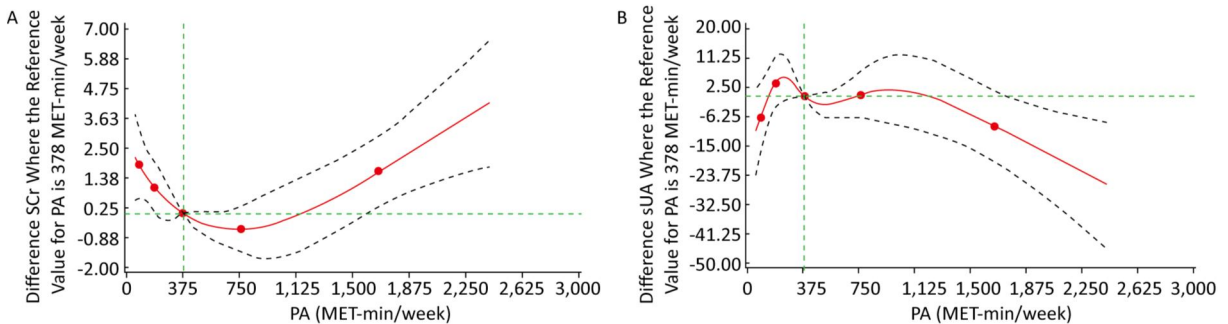 A
Difference SCr Where the Reference
Value for PA is 378 MET-min/week
7.00
5.88
4.75
3.63
2.50
1.38
0.25
-0.88
-2.00
0 375 750 1,125 1,500 1,875 2,250 2,625 3,000
PA (MET-min/week)
B
Difference sUA Where the Reference
Value for PA is 378 MET-min/week
20.00
11.25
2.50
-6.25
-15.00
-23.75
-32.50
-41.25
-50.00
0 375 750 1,125 1,500 1,875 2,250 2,625 3,000
PA (MET-min/week)